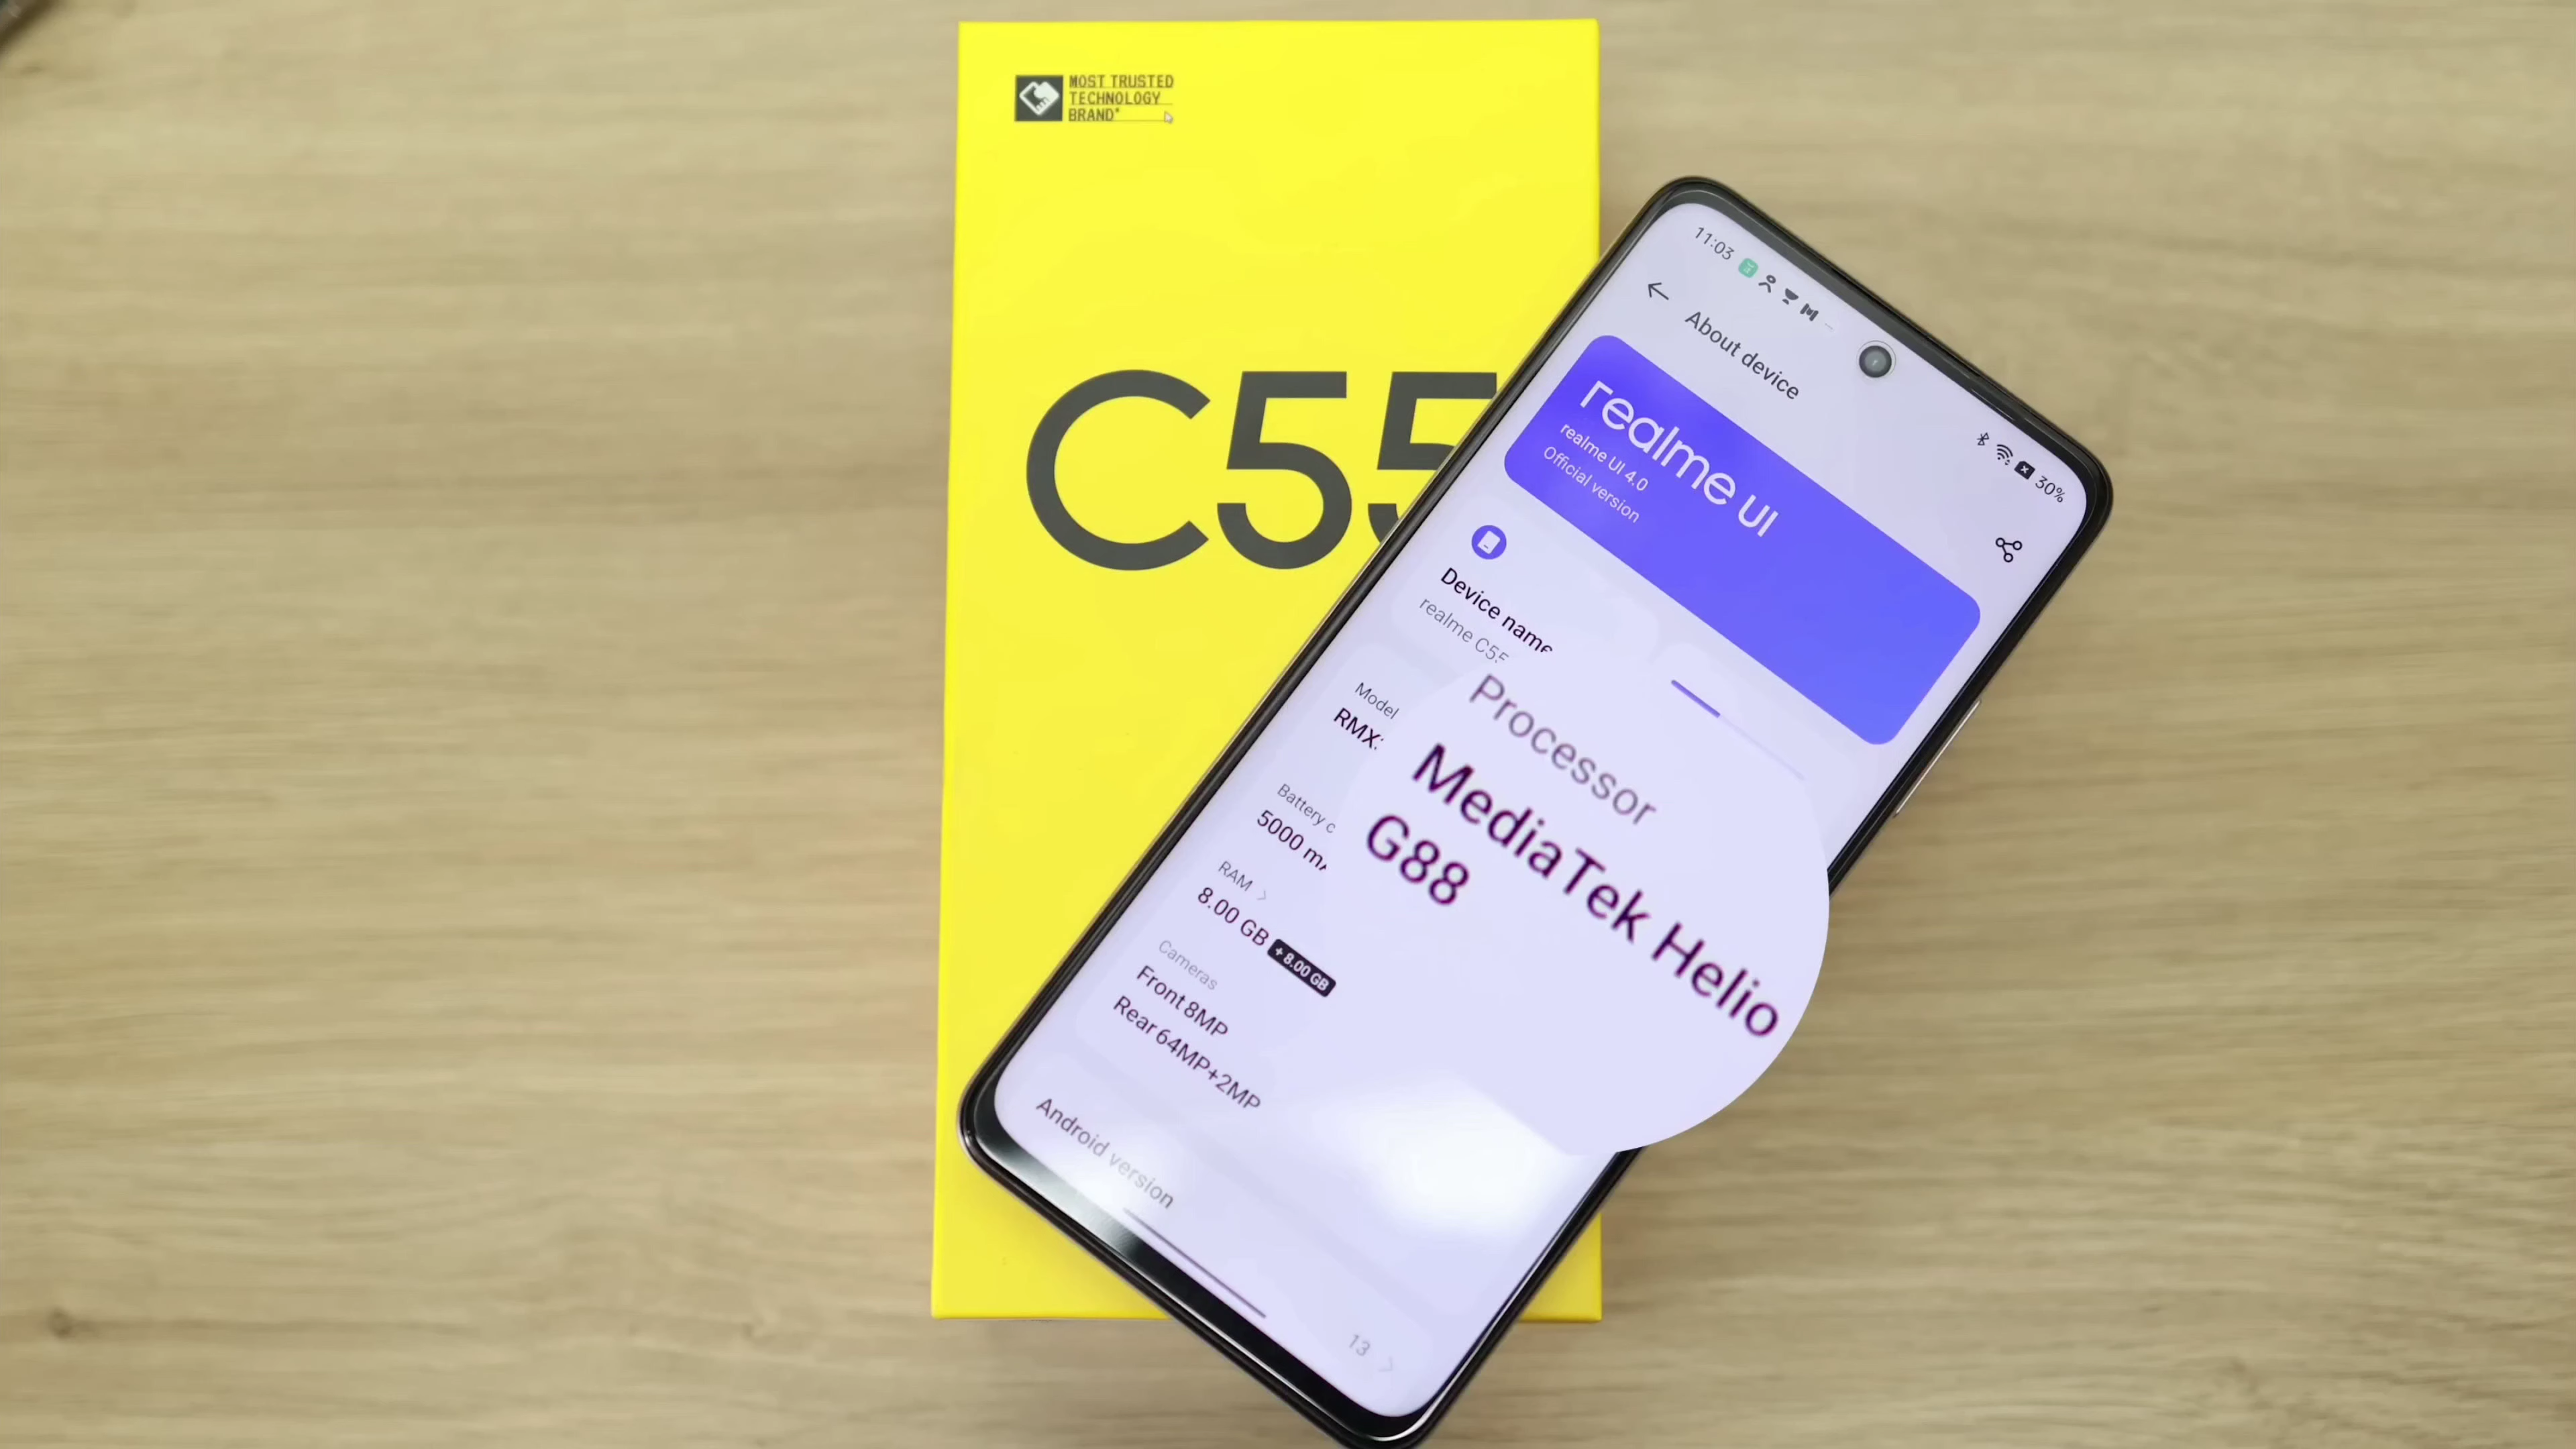 MOST TRUSTED
TECHNOLOGY
BRAND*
C55
11:03
30%
About device
realme UI
realme UI 4.0
Official version
Device name
realme C55
Processor
MediaTek Helio
G88
Model
RMX
Battery c
5000 m
RAM
8.00 GB + 8.00 GB
Cameras
Front 8MP
Rear 64MP+2MP
Android version
13